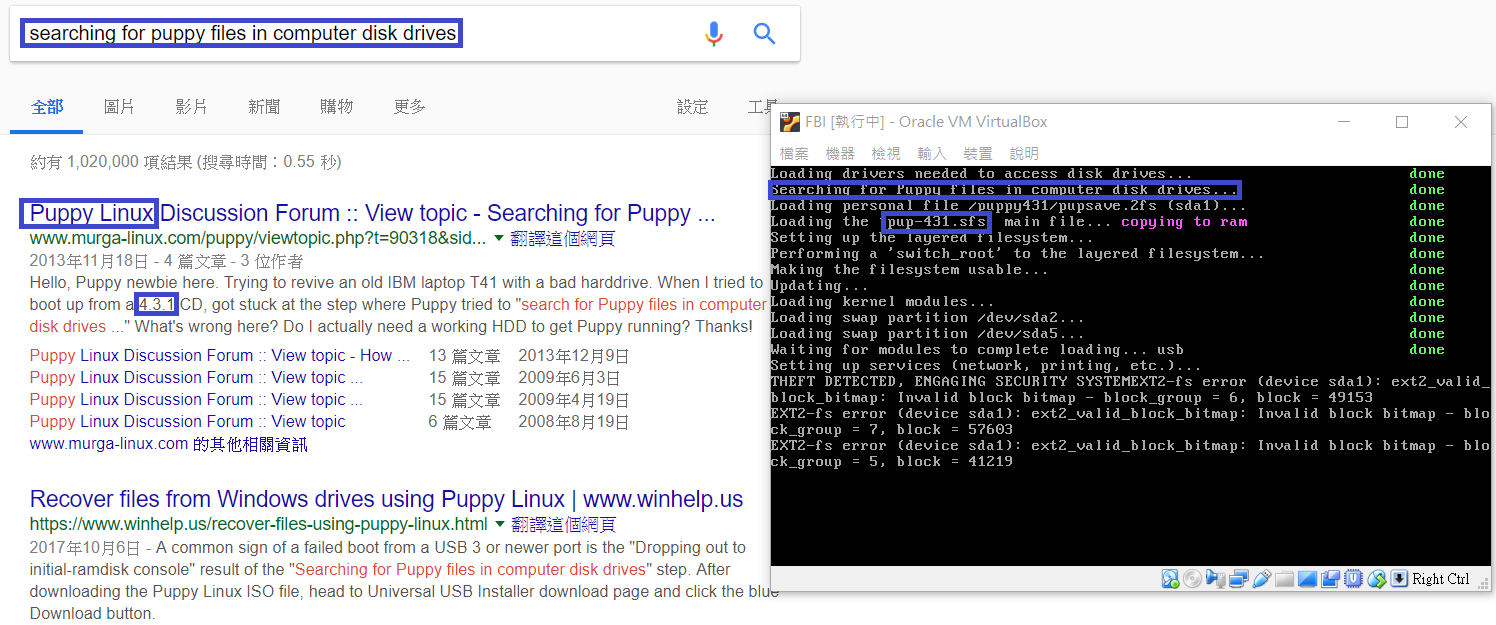 searching for puppy files in computer disk drives
全部 圖片 影片 新聞 購物 更多 設定 工具
約有 1,020,000 項結果 (搜尋時間：0.55 秒)
Puppy Linux Discussion Forum :: View topic - Searching for Puppy ...
www.murga-linux.com/puppy/viewtopic.php?t=90318&sid... ▼ 翻譯這個網頁
2013年11月18日 - 4 篇文章 - 3 位作者
Hello, Puppy newbie here. Trying to revive an old IBM laptop T41 with a bad harddrive. When I tried to
boot up from a 4.3.1 CD, got stuck at the step where Puppy tried to "search for Puppy files in computer
disk drives ..." What's wrong here? Do I actually need a working HDD to get Puppy running? Thanks!
Puppy Linux Discussion Forum :: View topic - How ... 13 篇文章 2013年12月9日
Puppy Linux Discussion Forum :: View topic ... 15 篇文章 2009年6月3日
Puppy Linux Discussion Forum :: View topic ... 15 篇文章 2009年4月19日
Puppy Linux Discussion Forum :: View topic 6 篇文章 2008年8月19日
www.murga-linux.com 的其他相關資訊
Recover files from Windows drives using Puppy Linux | www.winhelp.us
https://www.winhelp.us/recover-files-using-puppy-linux.html ▼ 翻譯這個網頁
2017年10月6日 - A common sign of a failed boot from a USB 3 or newer port is the "Dropping out to
initial-ramdisk console" result of the "Searching for Puppy files in computer disk drives" step. After
downloading the Puppy Linux ISO file, head to Universal USB Installer download page and click the blue
Download button.
FBI [執行中] - Oracle VM VirtualBox
檔案 機器 檢視 輸入 裝置 說明
Loading drivers needed to access disk drives... done
Searching for Puppy files in computer disk drives... done
Loading personal file /puppy431/pupsave.2fs (sda1)... done
Loading the 'pup-431.sfs' main file... copying to ram done
Setting up the layered filesystem... done
Performing a 'switch_root' to the layered filesystem... done
Making the filesystem usable... done
Updating... done
Loading kernel modules... done
Loading swap partition /dev/sda2... done
Loading swap partition /dev/sda5... done
Waiting for modules to complete loading... usb done
Setting up services (network, printing, etc.)...
THEFT DETECTED, ENGAGING SECURITY SYSTEMEXT2-fs error (device sda1): ext2_valid_
block_bitmap: Invalid block bitmap - block_group = 6, block = 49153
EXT2-fs error (device sda1): ext2_valid_block_bitmap: Invalid block bitmap - blo
ck_group = 7, block = 57603
EXT2-fs error (device sda1): ext2_valid_block_bitmap: Invalid block bitmap - blo
ck_group = 5, block = 41219
Right Ctrl